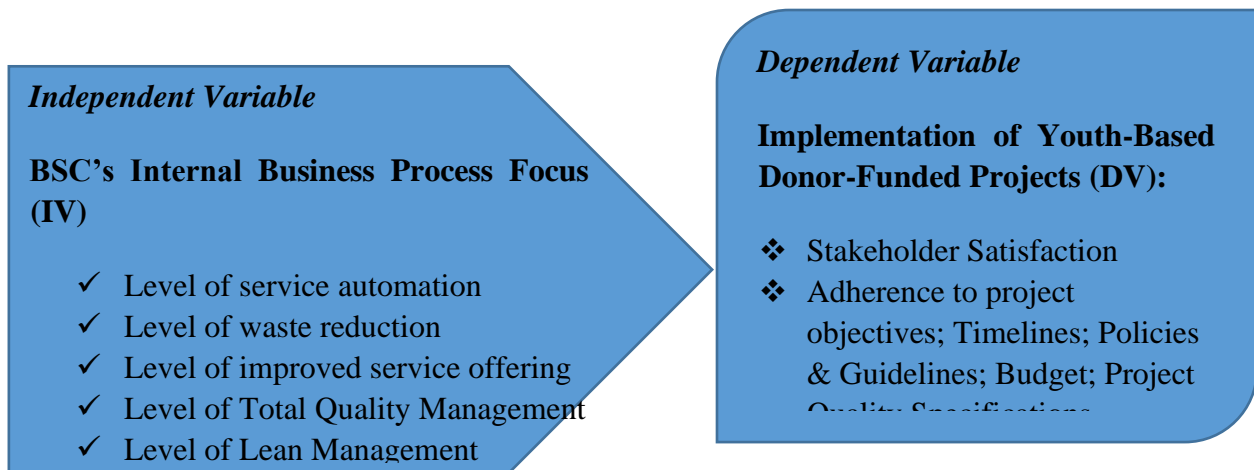 Independent Variable
BSC’s Internal Business Process Focus
(IV)
✓ Level of service automation
✓ Level of waste reduction
✓ Level of improved service offering
✓ Level of Total Quality Management
✓ Level of Lean Management
Dependent Variable
Implementation of Youth-Based
Donor-Funded Projects (DV):
❖ Stakeholder Satisfaction
❖ Adherence to project
objectives; Timelines; Policies
& Guidelines; Budget; Project
Quality Specifications